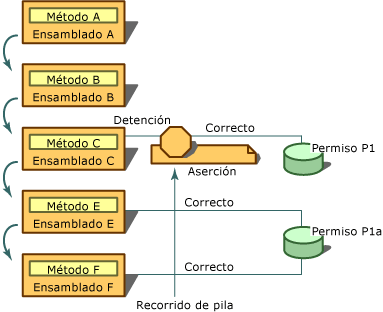 Método A
Ensamblado A
Método B
Ensamblado B
Detención
Correcto
Método C
Ensamblado C
Permiso P1
Aserción
Método E
Ensamblado E
Correcto
Permiso P1a
Método F
Ensamblado F
Correcto
Recorrido de pila